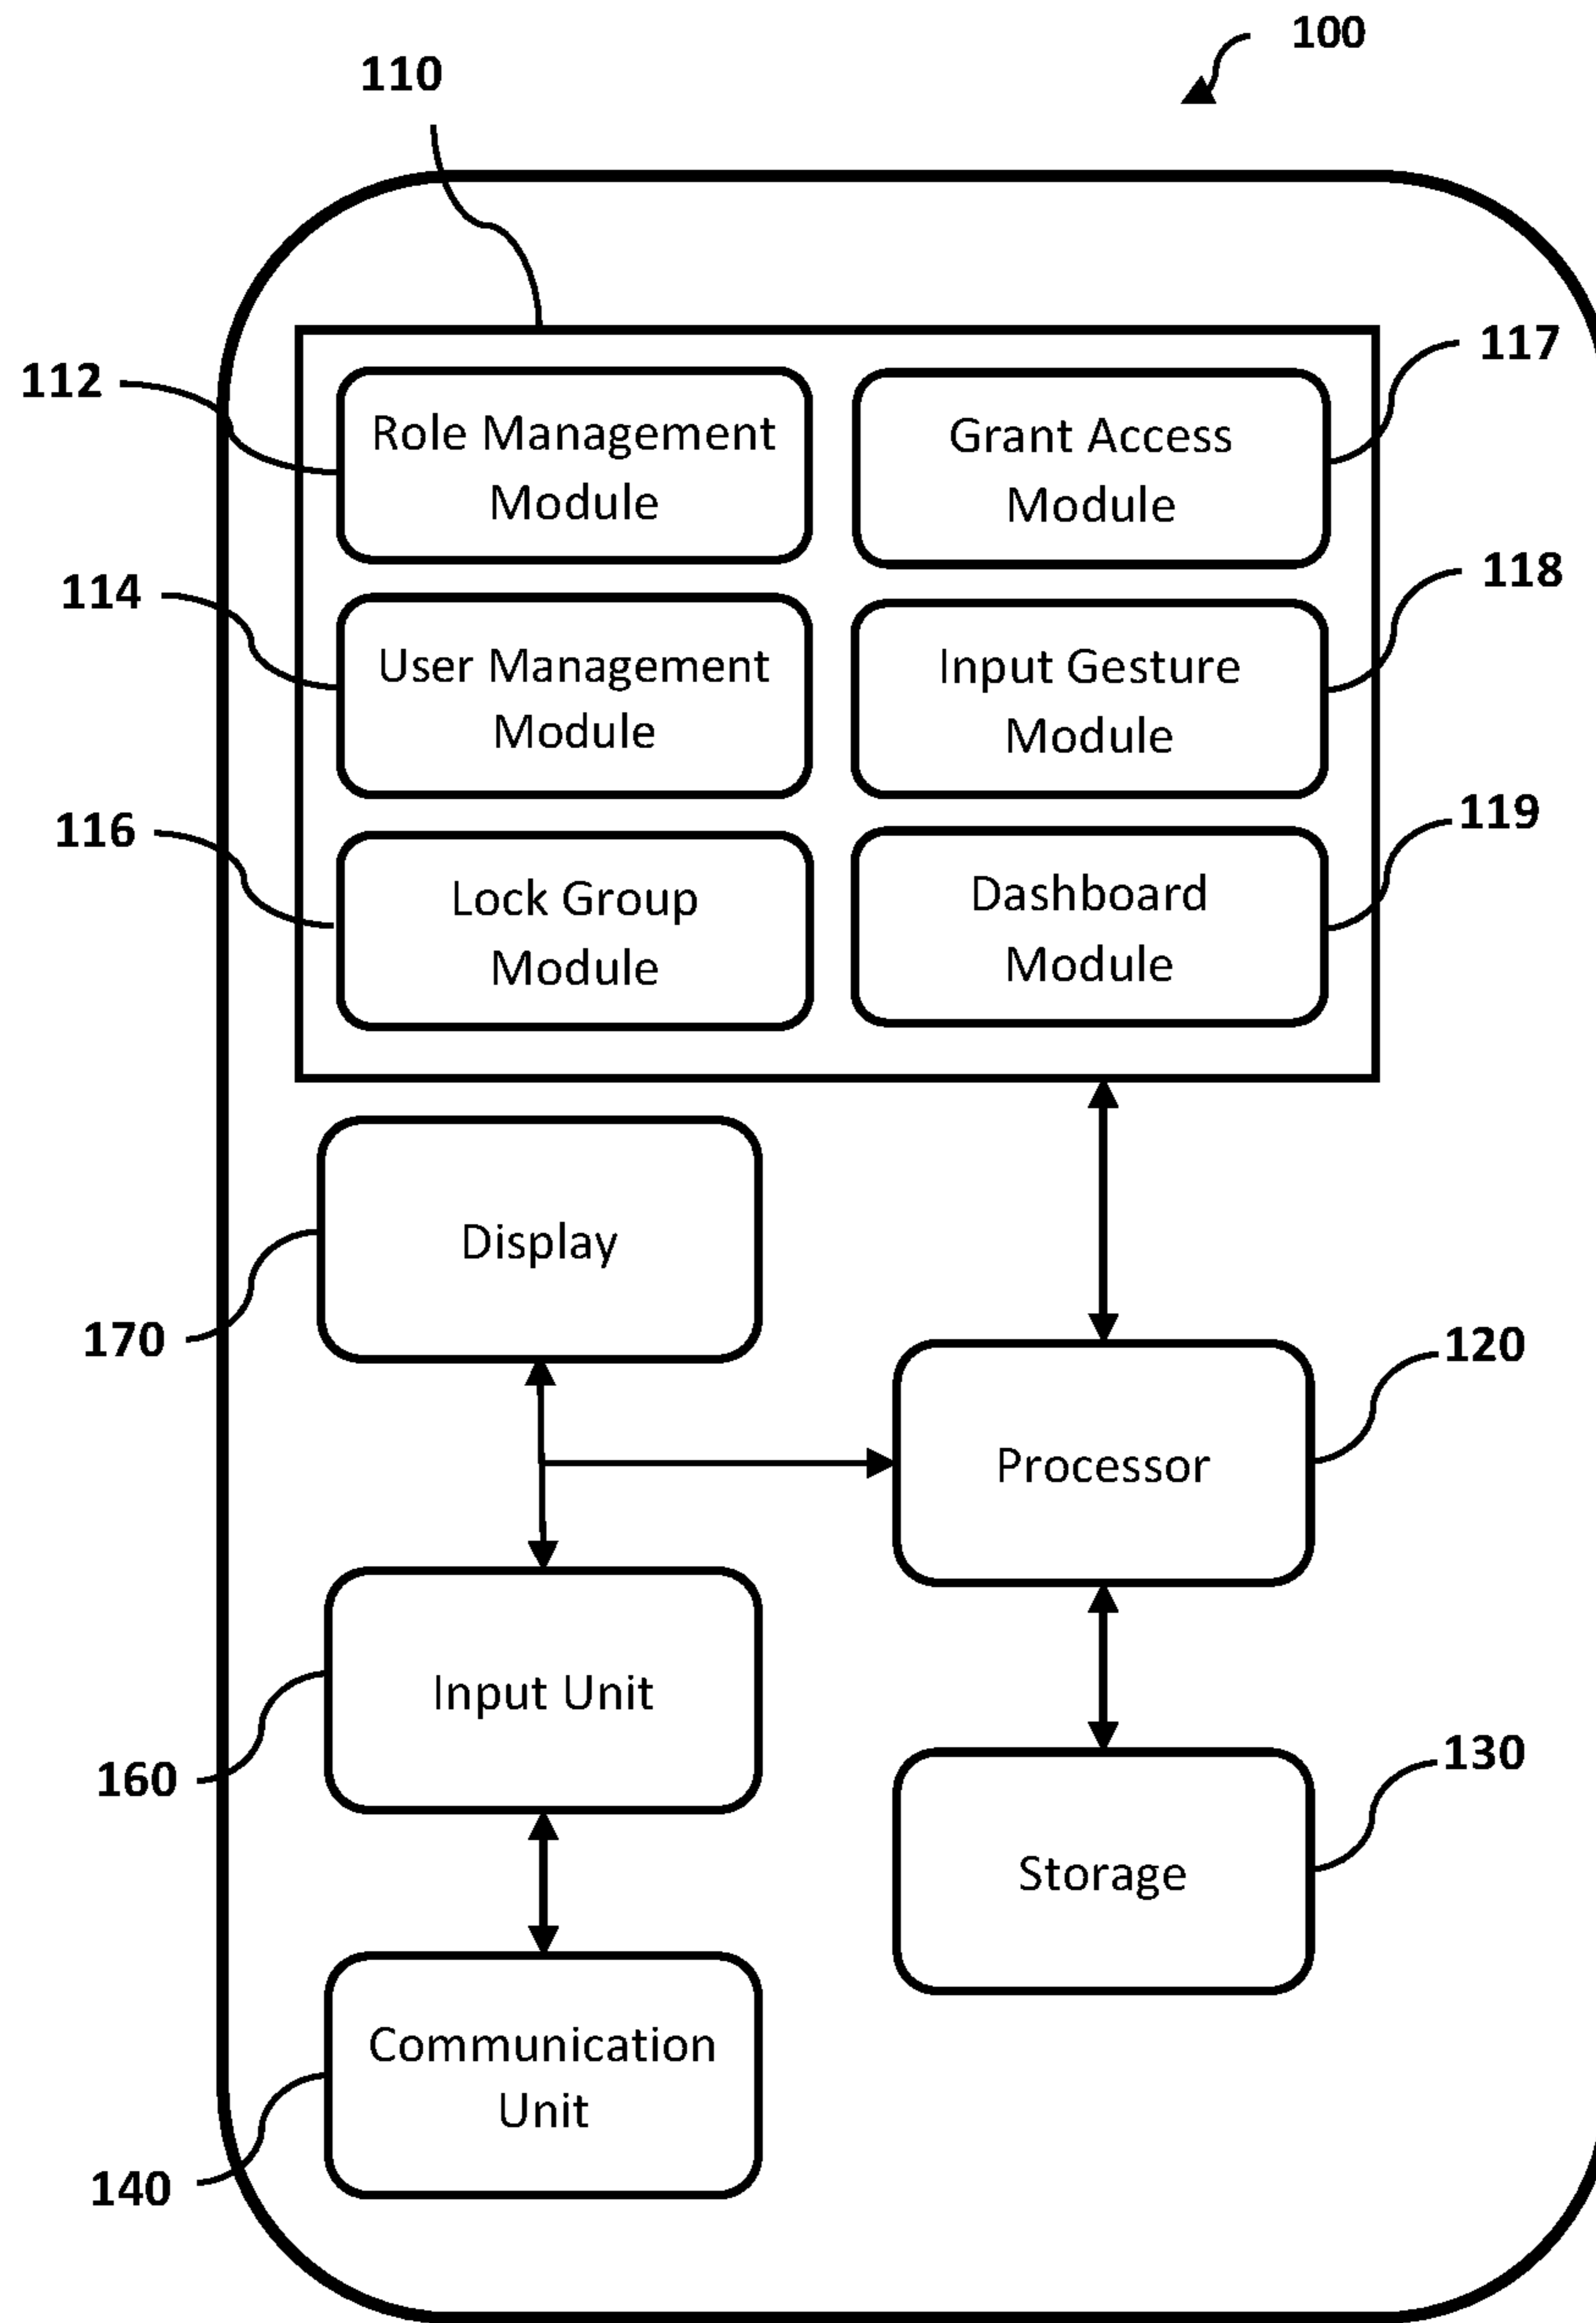 100
110
112
Role Management
Module
Grant Access
Module
117
114
User Management
Module
Input Gesture
Module
118
116
Lock Group
Module
Dashboard
Module
119
Display
170
120
Processor
Input Unit
160
130
Storage
Communication
Unit
140